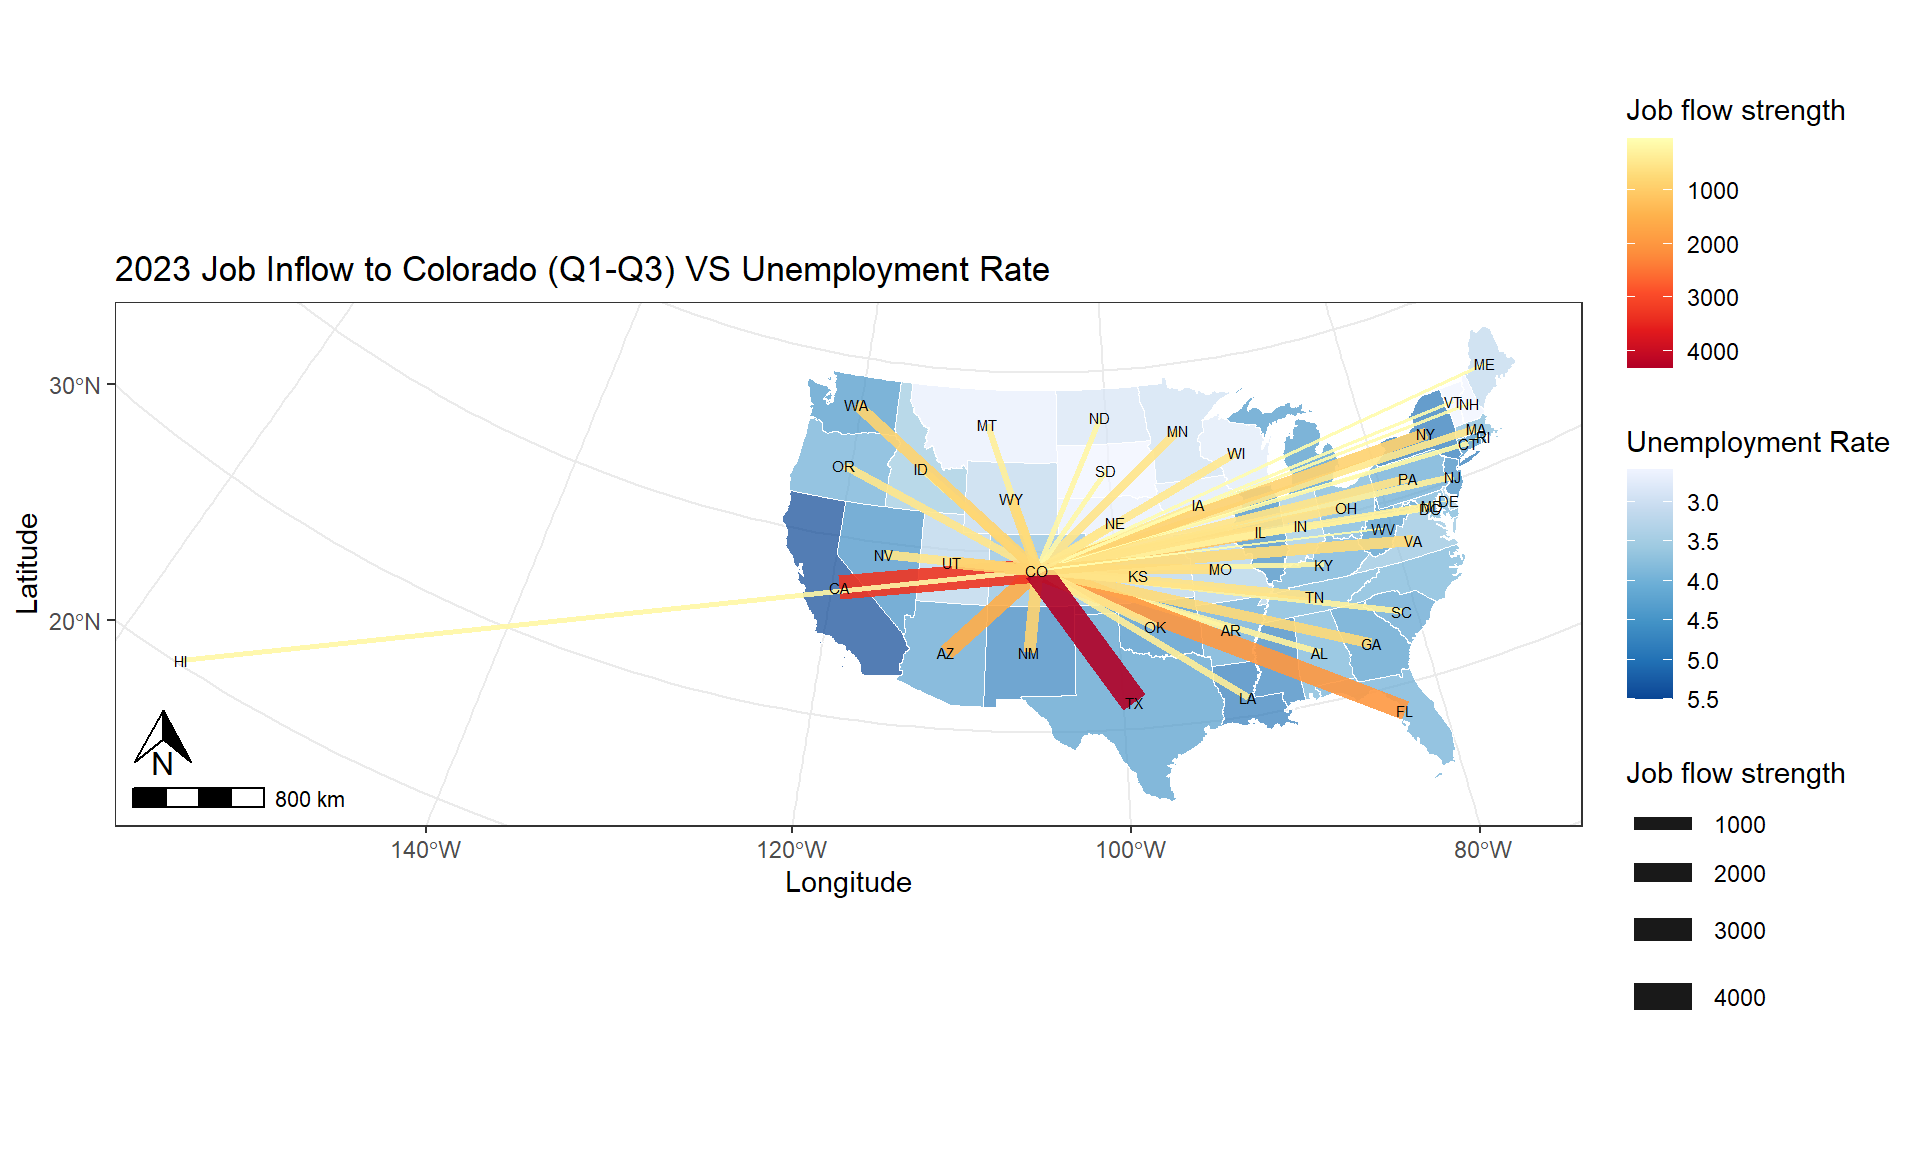 2023 Job Inflow to Colorado (Q1-Q3) VS Unemployment Rate
Latitude
30°N
20°N
140°W
120°W
100°W
80°W
Longitude
WA
OR
ID
MT
ND
MN
WI
SD
WY
NE
IA
NV
UT
CA
CO
KS
MO
IL
IN
OH
PA
NY
VT
NH
ME
MA
RI
CT
NJ
DE
MD
DC
WV
VA
KY
TN
SC
GA
AL
AR
OK
NM
AZ
TX
LA
FL
HI
N
800 km
Job flow strength
1000
2000
3000
4000
Unemployment Rate
3.0
3.5
4.0
4.5
5.0
5.5
Job flow strength
1000
2000
3000
4000